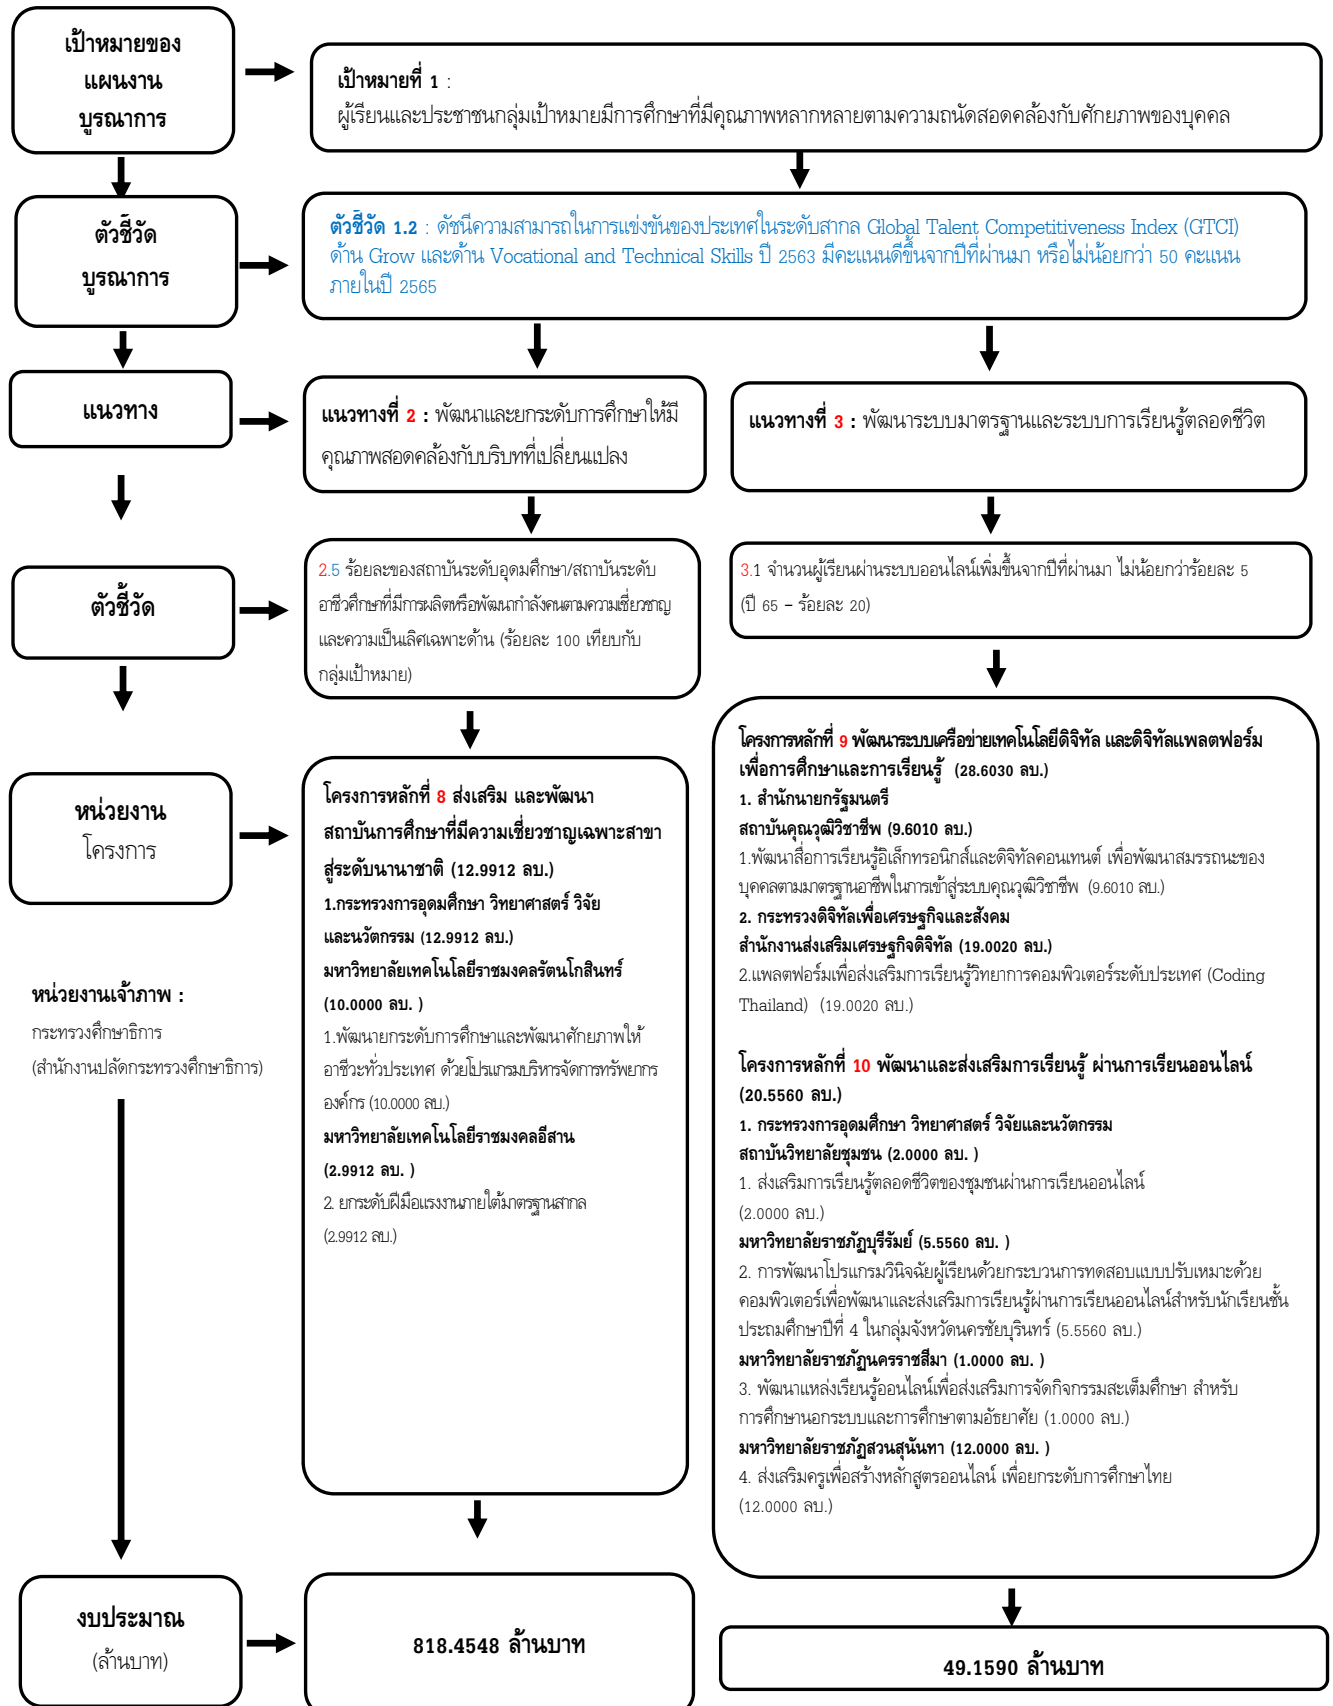 เป้าหมายของ
แผนงาน
บูรณาการ
เป้าหมายที่ 1 :
ผู้เรียนและประชาชนกลุ่มเป้าหมายมีการศึกษาที่มีคุณภาพหลากหลายตามความถนัดสอดคล้องกับศักยภาพของบุคคล
ตัวชี้วัด
บูรณาการ
ตัวชี้วัด 1.2 : ดัชนีความสามารถในการแข่งขันของประเทศในระดับสากล Global Talent Competitiveness Index (GTCI)
ด้าน Grow และด้าน Vocational and Technical Skills ปี 2563 มีคะแนนดีขึ้นจากปีที่ผ่านมา หรือไม่น้อยกว่า 50 คะแนน
ภายในปี 2565
แนวทาง
แนวทางที่ 2 : พัฒนาและยกระดับการศึกษาให้มี
คุณภาพสอดคล้องกับบริบทที่เปลี่ยนแปลง
แนวทางที่ 3 : พัฒนาระบบมาตรฐานและระบบการเรียนรู้ตลอดชีวิต
ตัวชี้วัด
2.5 ร้อยละของสถาบันระดับอุดมศึกษา/สถาบันระดับ
อาชีวศึกษาที่มีการผลิตหรือพัฒนากำลังคนตามความเชี่ยวชาญ
และความเป็นเลิศเฉพาะด้าน (ร้อยละ 100 เทียบกับ
กลุ่มเป้าหมาย)
3.1 จำนวนผู้เรียนผ่านระบบออนไลน์เพิ่มขึ้นจากปีที่ผ่านมา ไม่น้อยกว่าร้อยละ 5
(ปี 65 – ร้อยละ 20)
หน่วยงาน
โครงการ
โครงการหลักที่ 8 ส่งเสริม และพัฒนา
สถาบันการศึกษาที่มีความเชี่ยวชาญเฉพาะสาขา
สู่ระดับนานาชาติ (12.9912 ลบ.)
1.กระทรวงการอุดมศึกษา วิทยาศาสตร์ วิจัย
และนวัตกรรม (12.9912 ลบ.)
มหาวิทยาลัยเทคโนโลยีราชมงคลรัตนโกสินทร์
(10.0000 ลบ. )
1.พัฒนายกระดับการศึกษาและพัฒนาศักยภาพให้
อาชีวะทั่วประเทศ ด้วยโปรแกรมบริหารจัดการทรัพยากร
องค์กร (10.0000 ลบ.)
มหาวิทยาลัยเทคโนโลยีราชมงคลอีสาน
(2.9912 ลบ. )
2. ยกระดับฝีมือแรงงานภายใต้มาตรฐานสากล
(2.9912 ลบ.)
โครงการหลักที่ 9 พัฒนาระบบเครือข่ายเทคโนโลยีดิจิทัล และดิจิทัลแพลตฟอร์ม
เพื่อการศึกษาและการเรียนรู้ (28.6030 ลบ.)
1. สำนักนายกรัฐมนตรี
สถาบันคุณวุฒิวิชาชีพ (9.6010 ลบ.)
1.พัฒนาสื่อการเรียนรู้อิเล็กทรอนิกส์และดิจิทัลคอนเทนต์ เพื่อพัฒนาสมรรถนะของ
บุคคลตามมาตรฐานอาชีพในการเข้าสู่ระบบคุณวุฒิวิชาชีพ (9.6010 ลบ.)
2. กระทรวงดิจิทัลเพื่อเศรษฐกิจและสังคม
สำนักงานส่งเสริมเศรษฐกิจดิจิทัล (19.0020 ลบ.)
2.แพลตฟอร์มเพื่อส่งเสริมการเรียนรู้วิทยาการคอมพิวเตอร์ระดับประเทศ (Coding
Thailand) (19.0020 ลบ.)
โครงการหลักที่ 10 พัฒนาและส่งเสริมการเรียนรู้ ผ่านการเรียนออนไลน์
(20.5560 ลบ.)
1. กระทรวงการอุดมศึกษา วิทยาศาสตร์ วิจัยและนวัตกรรม
สถาบันวิทยาลัยชุมชน (2.0000 ลบ. )
1. ส่งเสริมการเรียนรู้ตลอดชีวิตของชุมชนผ่านการเรียนออนไลน์
(2.0000 ลบ.)
มหาวิทยาลัยราชภัฏบุรีรัมย์ (5.5560 ลบ. )
2. การพัฒนาโปรแกรมวินิจฉัยผู้เรียนด้วยกระบวนการทดสอบแบบปรับเหมาะด้วย
คอมพิวเตอร์เพื่อพัฒนาและส่งเสริมการเรียนรู้ผ่านการเรียนออนไลน์สำหรับนักเรียนชั้น
ประถมศึกษาปีที่ 4 ในกลุ่มจังหวัดนครชัยบุรินทร์ (5.5560 ลบ.)
มหาวิทยาลัยราชภัฏนครราชสีมา (1.0000 ลบ. )
3. พัฒนาแหล่งเรียนรู้ออนไลน์เพื่อส่งเสริมการจัดกิจกรรมสะเต็มศึกษา สำหรับ
การศึกษานอกระบบและการศึกษาตามอัธยาศัย (1.0000 ลบ.)
มหาวิทยาลัยราชภัฏสวนสุนันทา (12.0000 ลบ. )
4. ส่งเสริมครูเพื่อสร้างหลักสูตรออนไลน์ เพื่อยกระดับการศึกษาไทย
(12.0000 ลบ.)
หน่วยงานเจ้าภาพ :
กระทรวงศึกษาธิการ
(สำนักงานปลัดกระทรวงศึกษาธิการ)
งบประมาณ
(ล้านบาท)
818.4548 ล้านบาท
49.1590 ล้านบาท